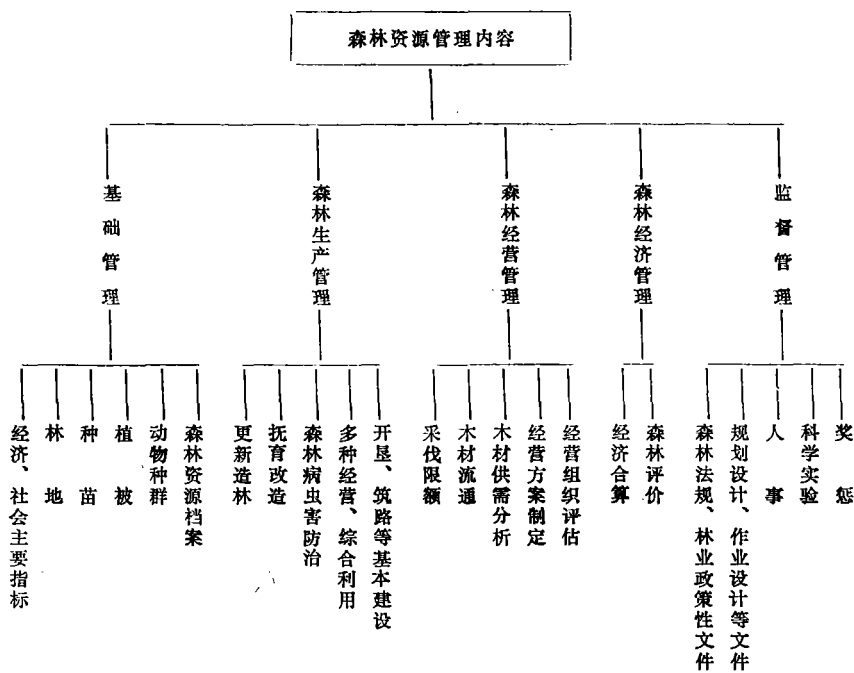 森林资源管理内容
基础管理
森林生产管理
森林经营管理
森林经济管理
监督管理
经济、社会主要指标
林地
种苗
植被
动物种群
森林资源档案
更新造林
抚育改造
森林病虫害防治
多种经营、综合利用
开垦、筑路等基本建设
采伐限额
木材流通
木材供需分析
经营方案制定
经营组织评估
经济合算
森林评价
森林法规、林业政策性文件
规划设计、作业设计等文件
人事
科学实验
奖惩